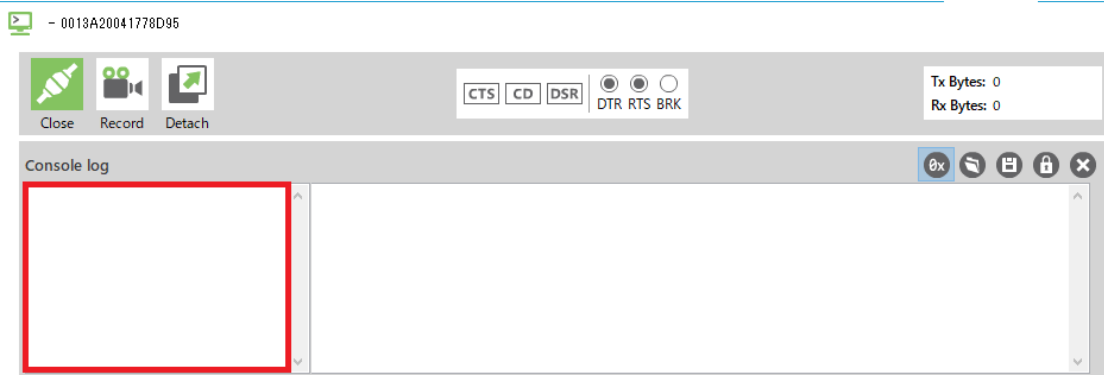 - 0013A20041778D95
Close Record Detach
CTS CD DSR DTR RTS BRK
Tx Bytes: 0
Rx Bytes: 0
Console log
0x